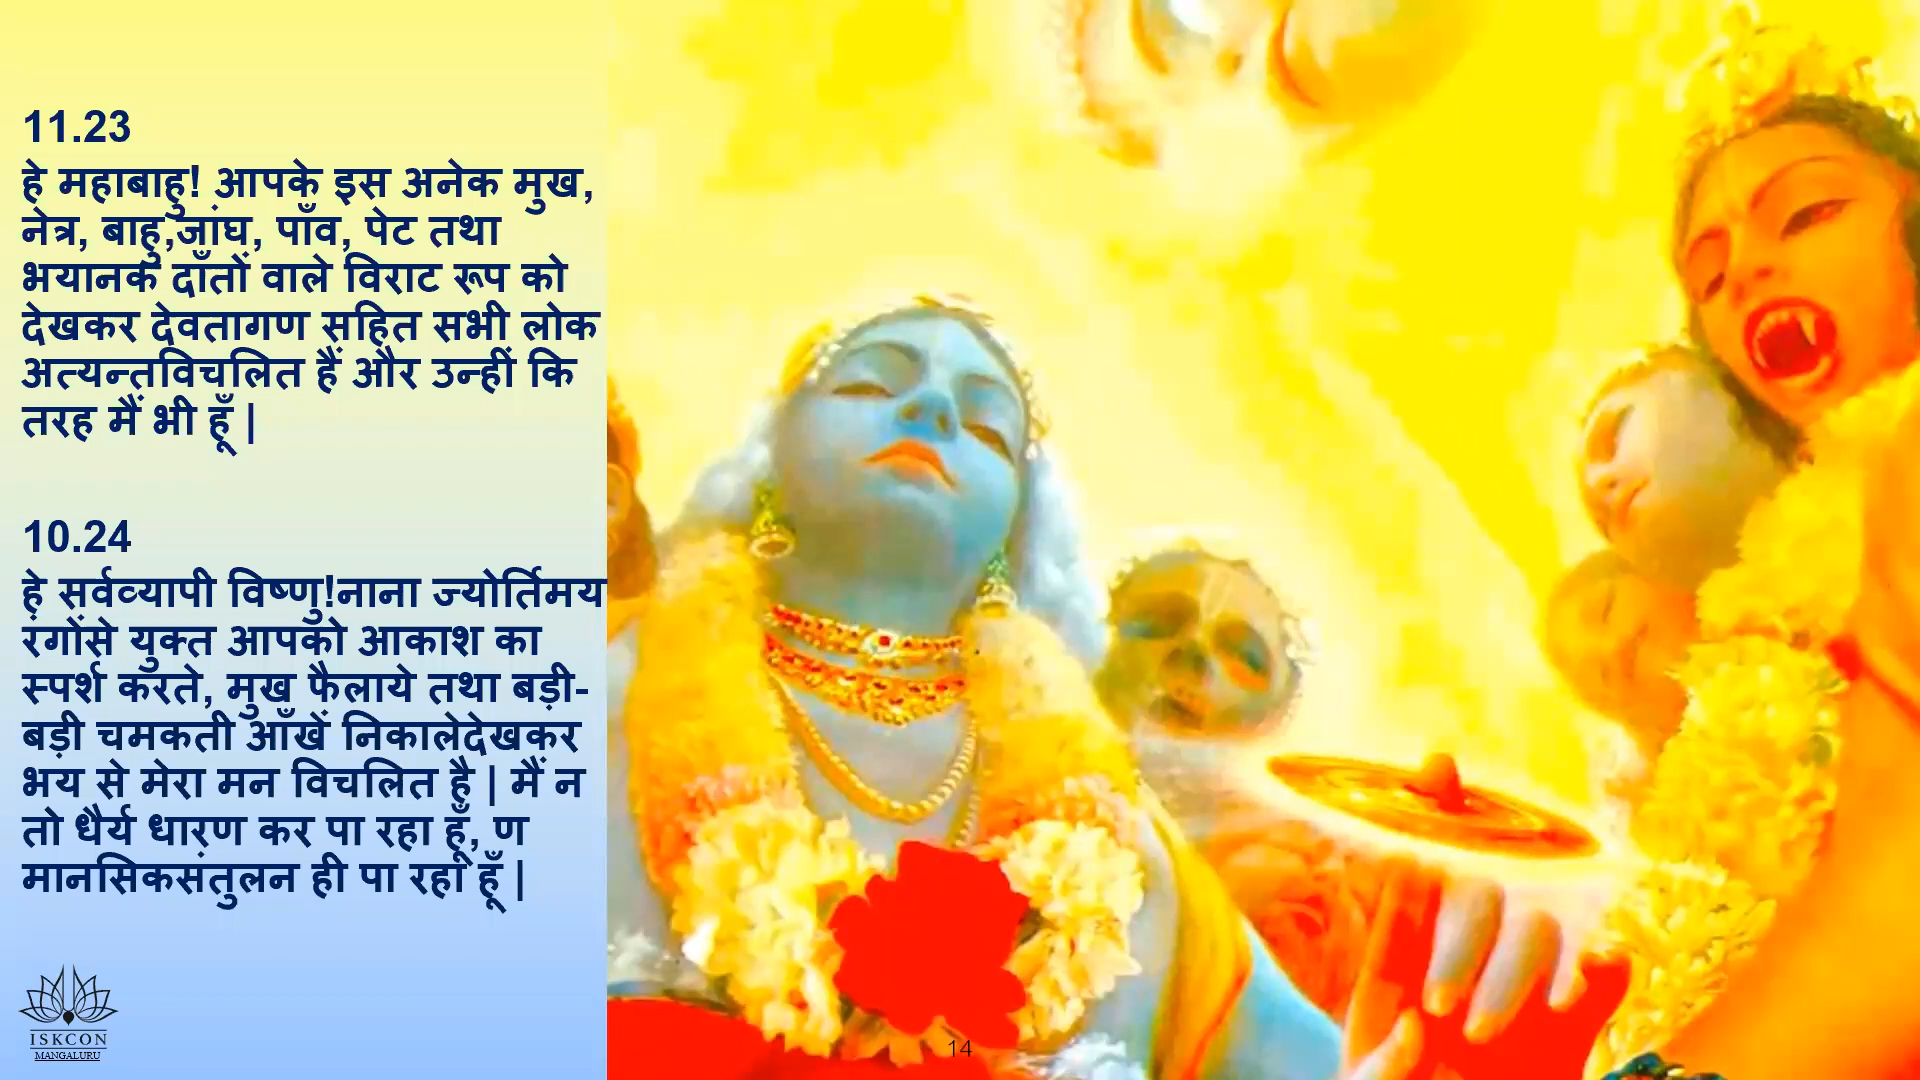 11.23
हे महाबाहु! आपके इस अनेक मुख,
नेत्र, बाहु,जांघ, पाँव, पेट तथा
भयानक दाँतों वाले विराट रूप को
देखकर देवतागण सहित सभी लोक
अत्यन्तविचलित हैं और उन्हीं कि
तरह मैं भी हूँ |
10.24
हे सर्वव्यापी विष्णु!नाना ज्योर्तिमय
रंगोंसे युक्त आपको आकाश का
स्पर्श करते, मुख फैलाये तथा बड़ी-
बड़ी चमकती आँखें निकालेदेखकर
भय से मेरा मन विचलित है | मैं न
तो धैर्य धारण कर पा रहा हूँ, ण
मानसिकसंतुलन ही पा रहा हूँ |
ISKCON
MANGALURU
14